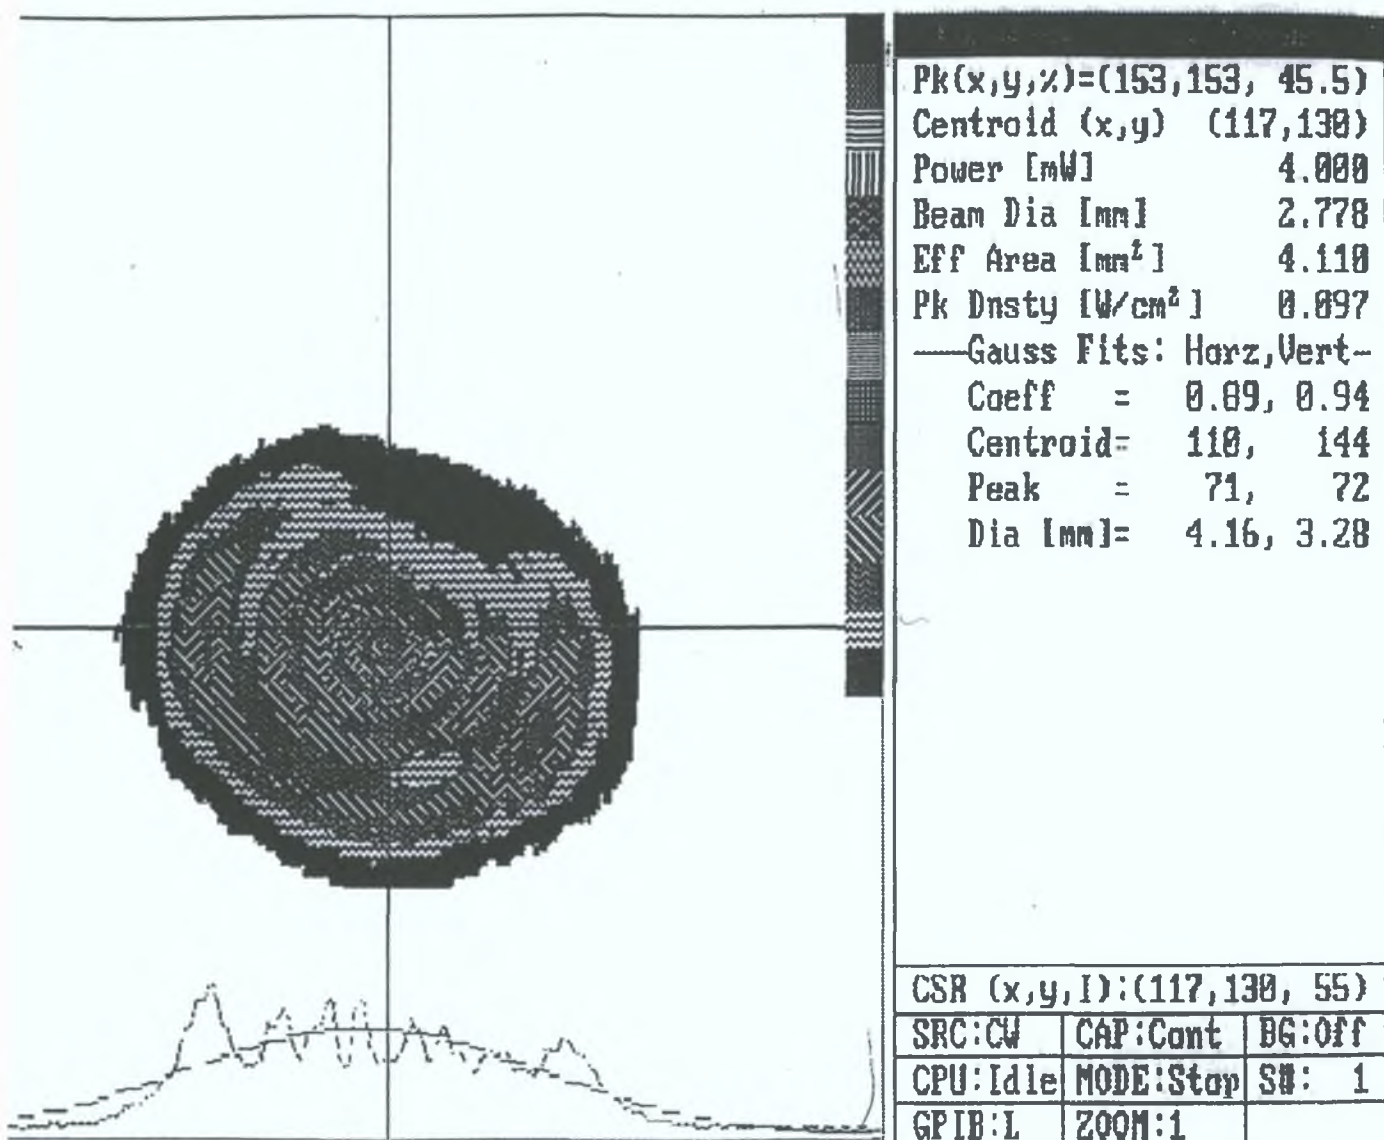 Pk(x,y,%)=(153,153, 45.5)
Centroid (x,y) (117,130)
Power [mW] 4.000
Beam Dia [mm] 2.778
Eff Area [mm²] 4.110
Pk Dnsty [W/cm²] 0.097
Gauss Fits: Horz,Vert
Coeff = 0.89, 0.94
Centroid= 110, 144
Peak = 71, 72
Dia [mm]= 4.16, 3.28
CSR (x,y,I):(117,130, 55)
SRC:CW CAP:Cont BG:Off
CPU:Idle MODE:Stop S#: 1
GPIB:L ZOOM:1